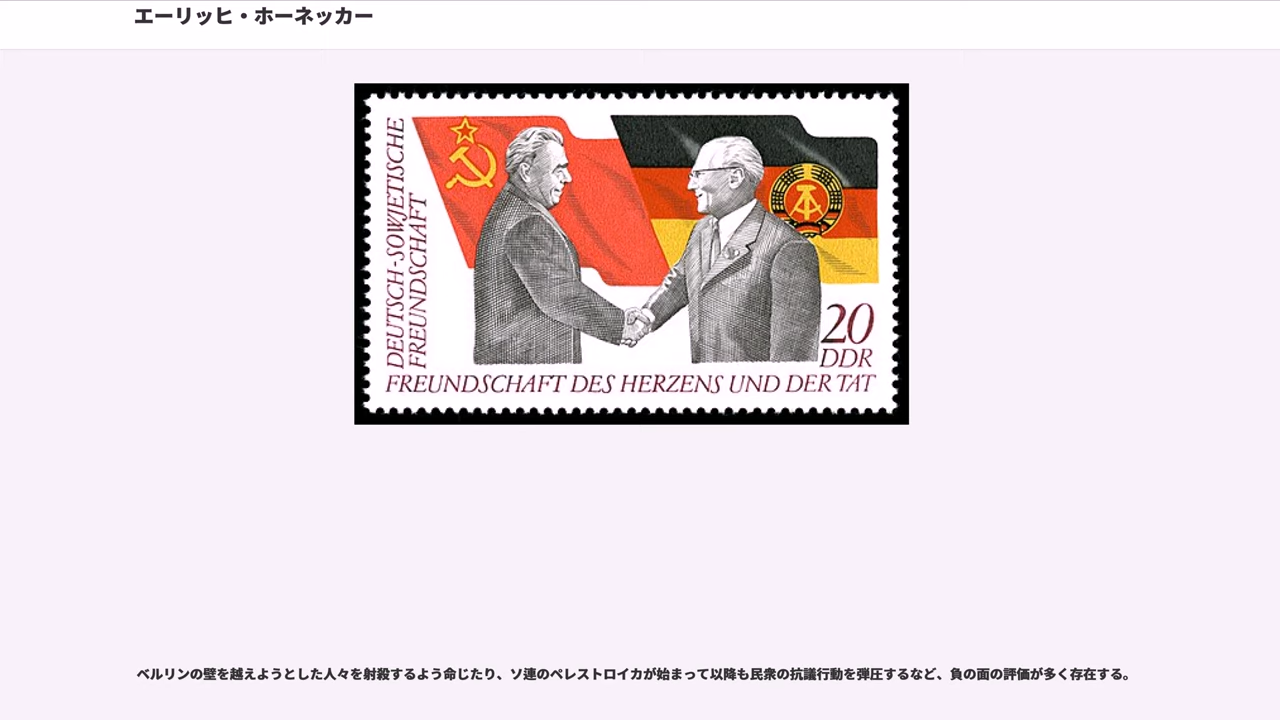 エーリッヒ・ホーネッカー
DEUTSCH-SOWJETISCHE
FREUNDSCHAFT
20
DDR
FREUNDSCHAFT DES HERZENS UND DER TAT
ベルリンの壁を越えようとした人々を射殺するよう命じたり、ソ連のペレストロイカが始まって以降も民衆の抗議行動を弾圧するなど、負の面の評価が多く存在する。